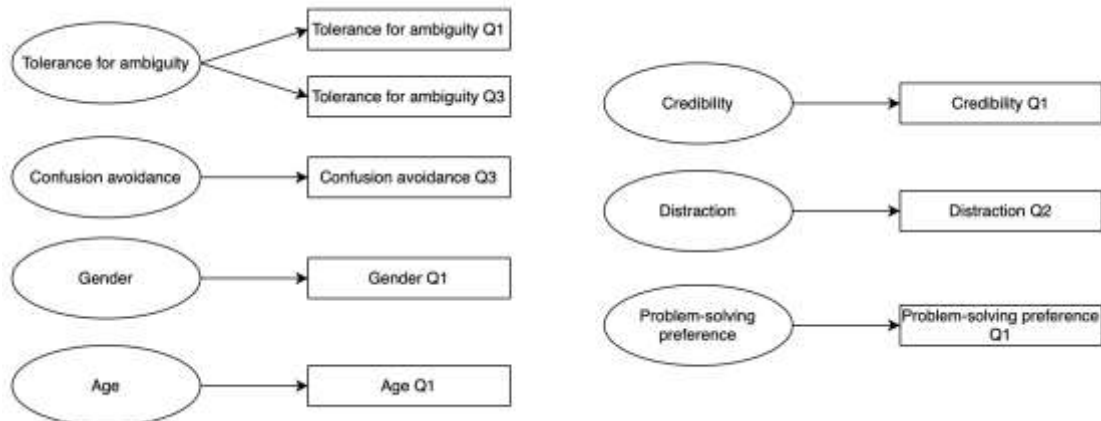 Tolerance for ambiguity
Tolerance for ambiguity Q1
Tolerance for ambiguity Q3
Confusion avoidance
Confusion avoidance Q3
Gender
Gender Q1
Age
Age Q1
Credibility
Credibility Q1
Distraction
Distraction Q2
Problem-solving
preference
Problem-solving preference
Q1